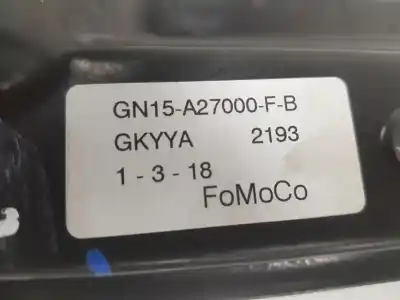 GN15-A27000-F-B
GKYYA 2193
1 - 3 - 18
FoMoCo